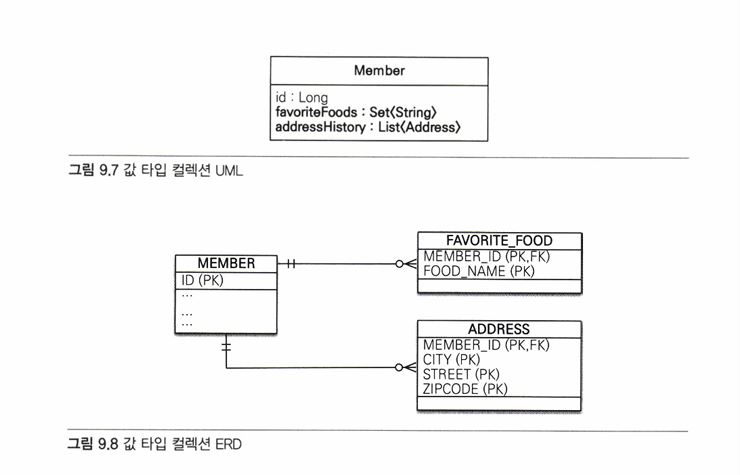 Member
id : Long
favoriteFoods : Set⟨String⟩
addressHistory : List⟨Address⟩
그림 9.7 값 타입 컬렉션 UML
MEMBER
ID (PK)
...
...
...
FAVORITE_FOOD
MEMBER_ID (PK,FK)
FOOD_NAME (PK)
ADDRESS
MEMBER_ID (PK,FK)
CITY (PK)
STREET (PK)
ZIPCODE (PK)
그림 9.8 값 타입 컬렉션 ERD